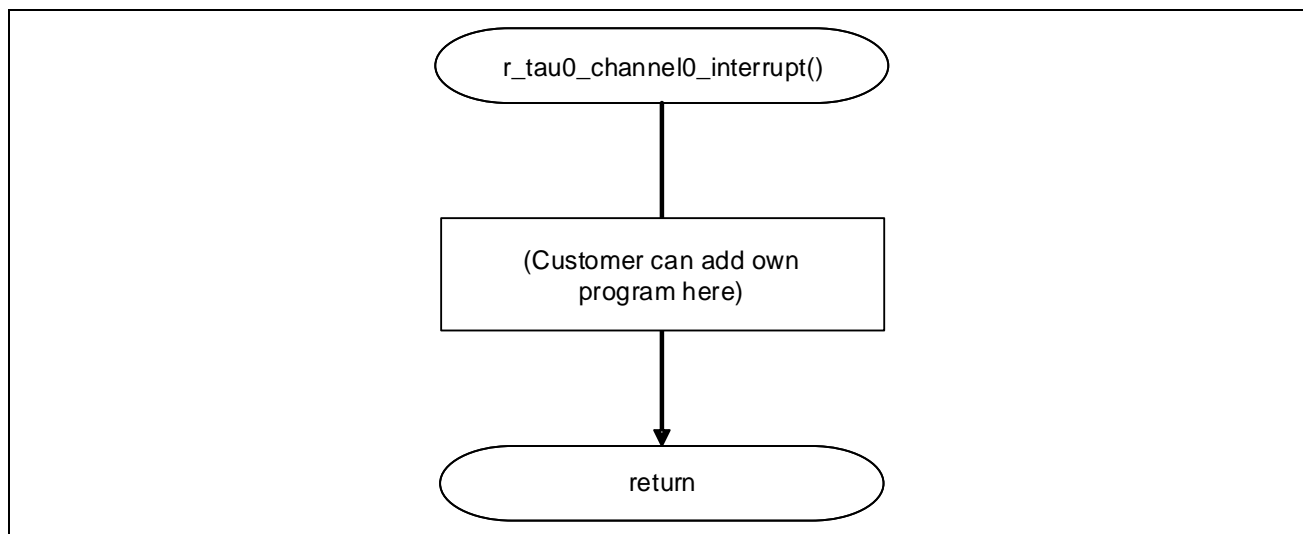 r_tau0_channel0_interrupt()
(Customer can add own
program here)
return